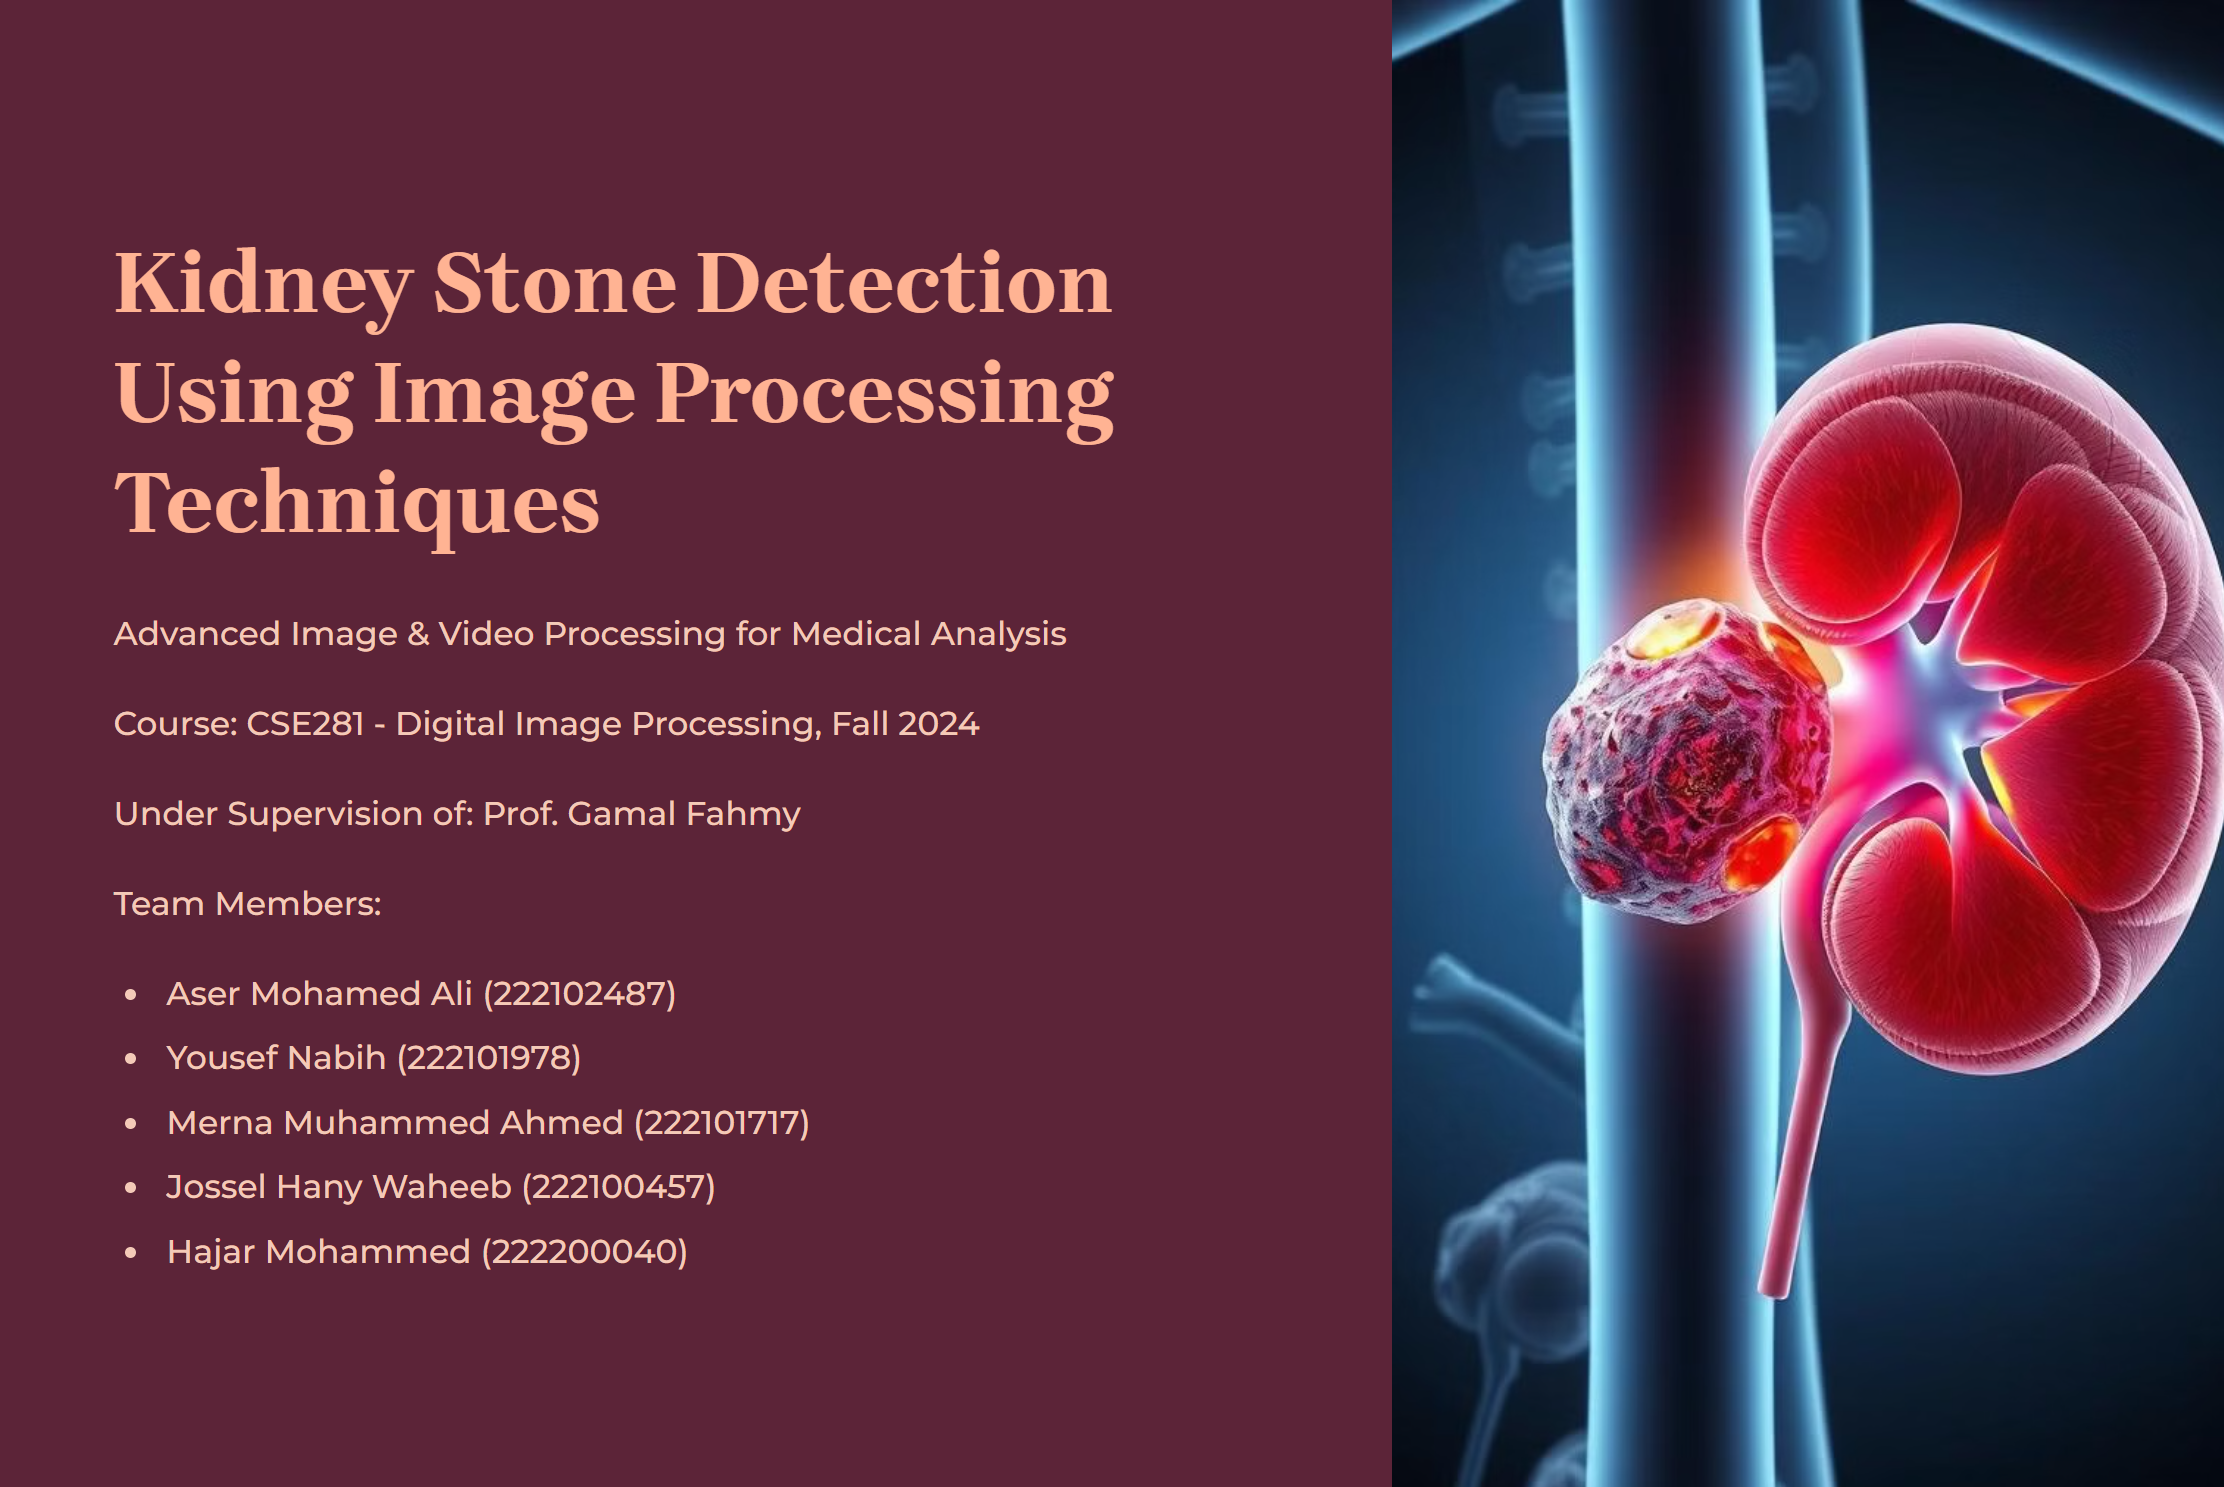 Kidney Stone Detection
Using Image Processing
Techniques
Advanced Image & Video Processing for Medical Analysis
Course: CSE281 - Digital Image Processing, Fall 2024
Under Supervision of: Prof. Gamal Fahmy
Team Members:
• Aser Mohamed Ali (222102487)
• Yousef Nabih (222101978)
• Merna Muhammed Ahmed (222101717)
• Jossel Hany Waheeb (222100457)
• Hajar Mohammed (222200040)